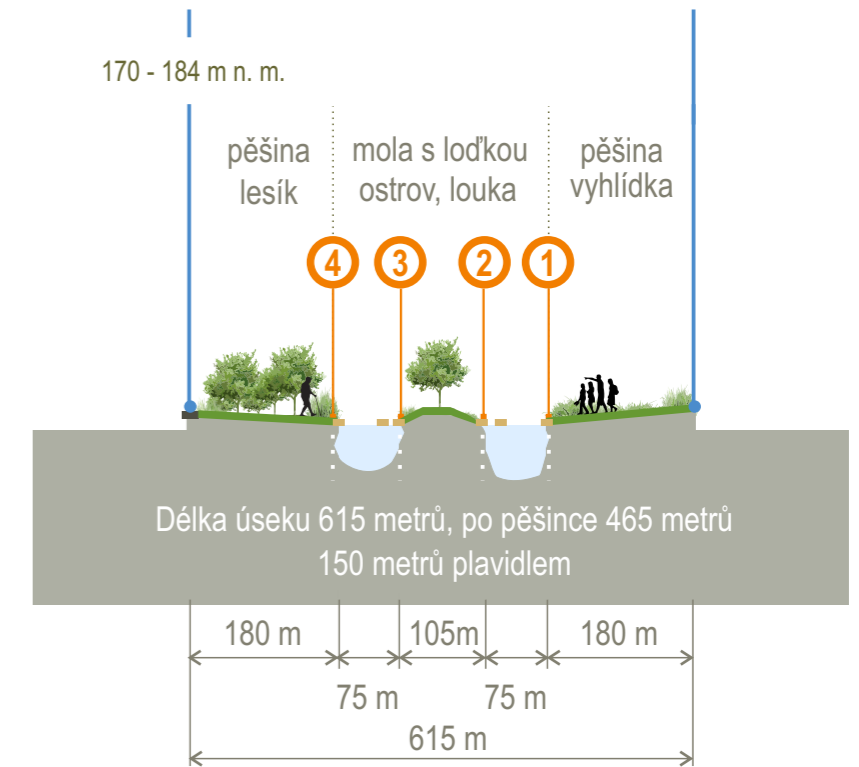 170 - 184 m n. m.
pěšina
lesík
mola s loďkou
ostrov, louka
pěšina
vyhlídka
4
3
2
1
Délka úseku 615 metrů, po pěšince 465 metrů
150 metrů plavidlem
180 m
105m
180 m
75 m
75 m
615 m